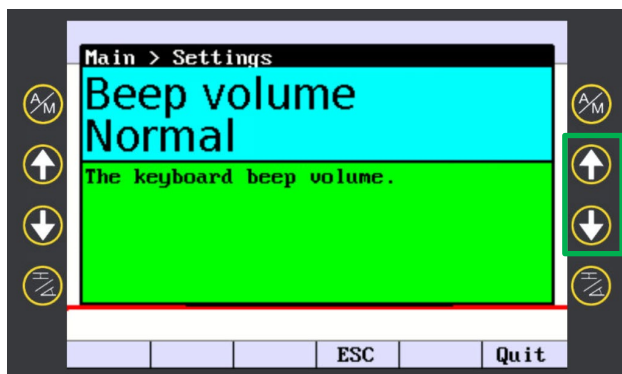 Main > Settings
Beep volume
Normal
The keyboard beep volume.
A/M
A/M
ESC
Quit